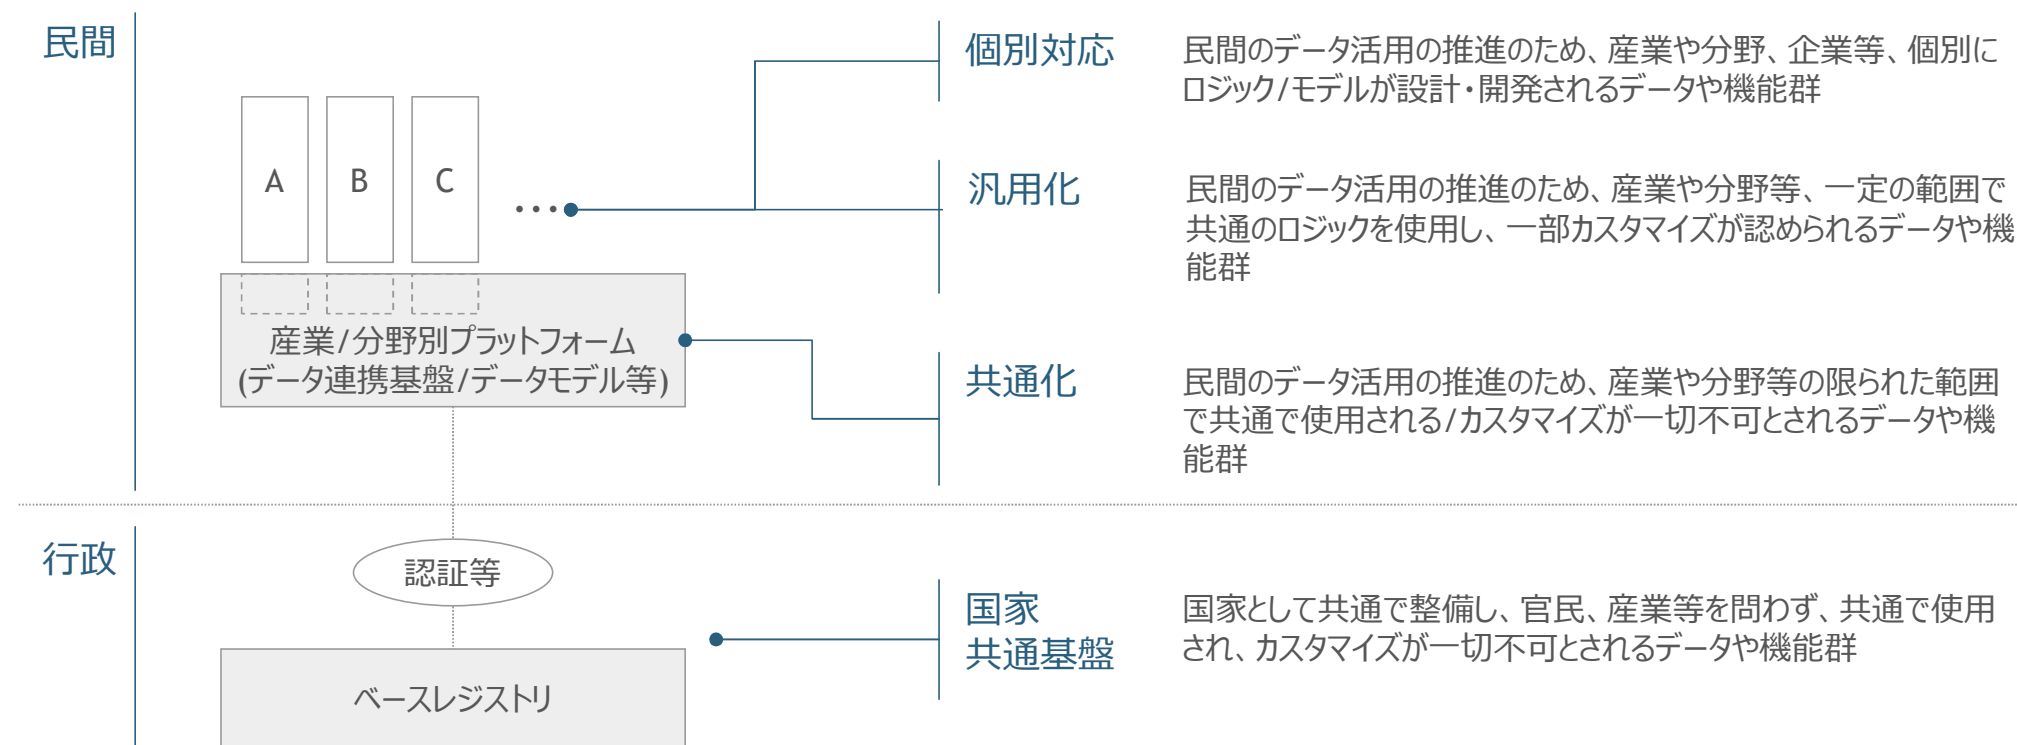 民間
個別対応
民間のデータ活用の推進のため、産業や分野、企業等、個別に
ロジック/モデルが設計・開発されるデータや機能群
A
B
C
・・・
汎用化
民間のデータ活用の推進のため、産業や分野等、一定の範囲で
共通のロジックを使用し、一部カスタマイズが認められるデータや機
能群
産業/分野別プラットフォーム
(データ連携基盤/データモデル等)
共通化
民間のデータ活用の推進のため、産業や分野等の限られた範囲
で共通で使用される/カスタマイズが一切不可とされるデータや機
能群
行政
認証等
国家
共通基盤
国家として共通で整備し、官民、産業等を問わず、共通で使用
され、カスタマイズが一切不可とされるデータや機能群
ベースレジストリ